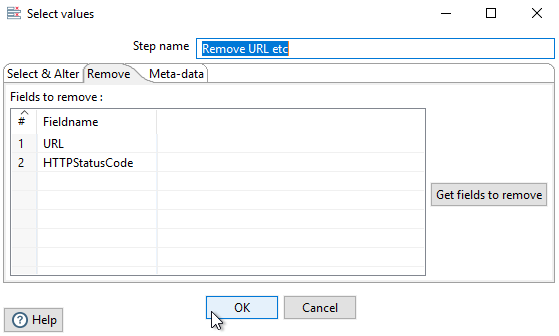 Select values
Step name Remove URL etc
Select & Alter Remove Meta-data
Fields to remove :
# Fieldname
1 URL
2 HTTPStatusCode
Get fields to remove
OK Cancel
Help